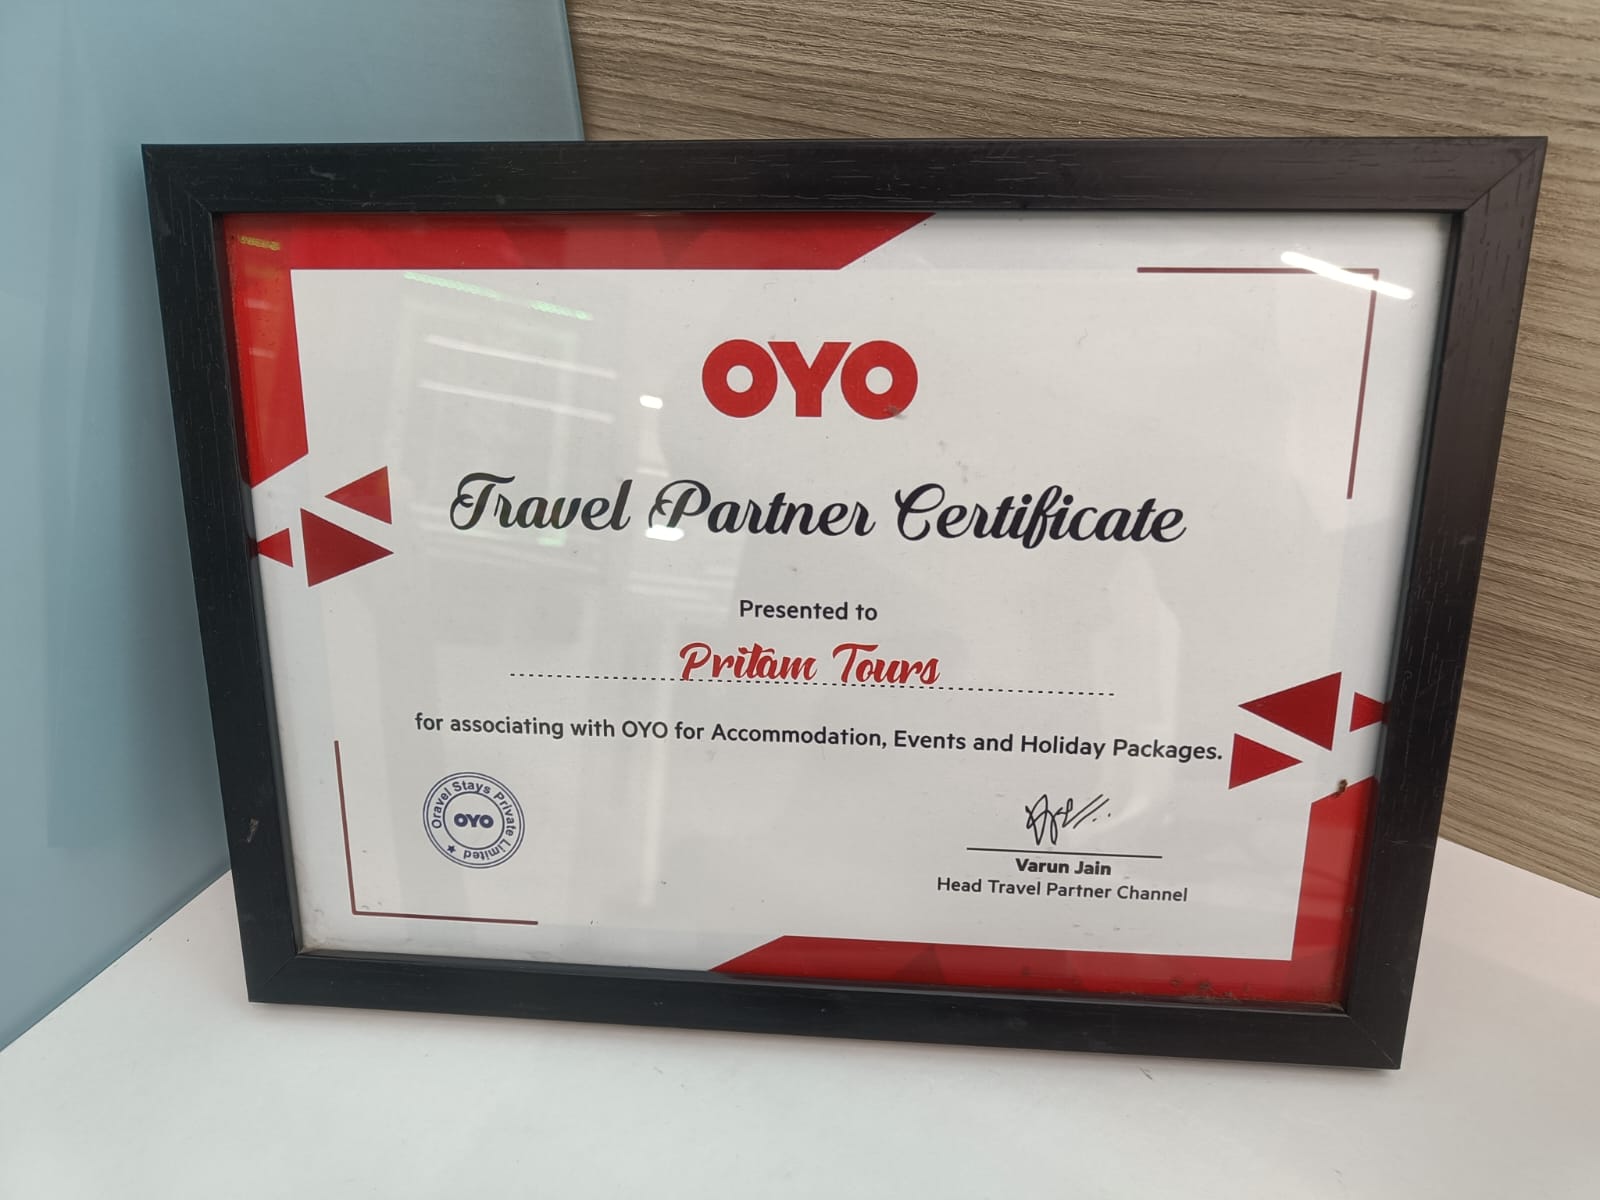 OYO
Travel Partner Certificate
Presented to
Pritam Tours
for associating with OYO for Accommodation, Events and Holiday Packages.
Oravel Stays Private Limited
OYO
Varun Jain
Head Travel Partner Channel